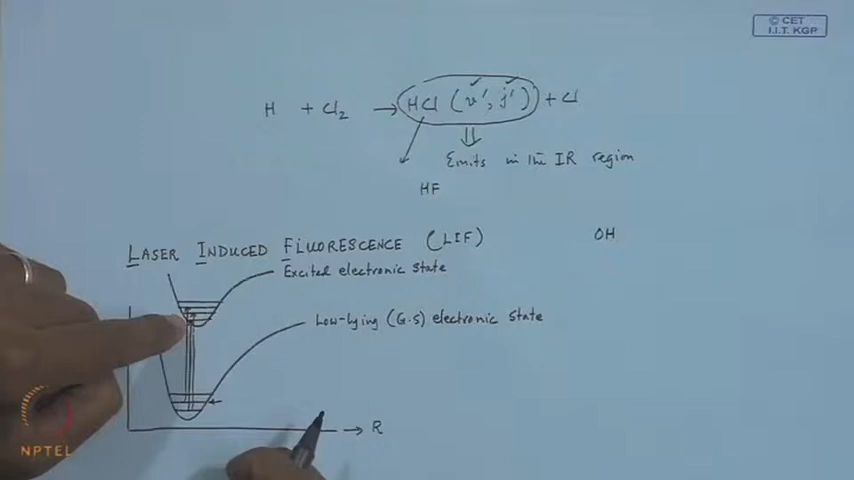 © CET
I.I.T. KGP
H + Cl₂ → HCl (v', j') + Cl
Emits in the IR region
HF
LASER INDUCED FLUORESCENCE (LIF)
OH
Excited electronic state
Low-lying (G.S) electronic state
→ R
NPTEL